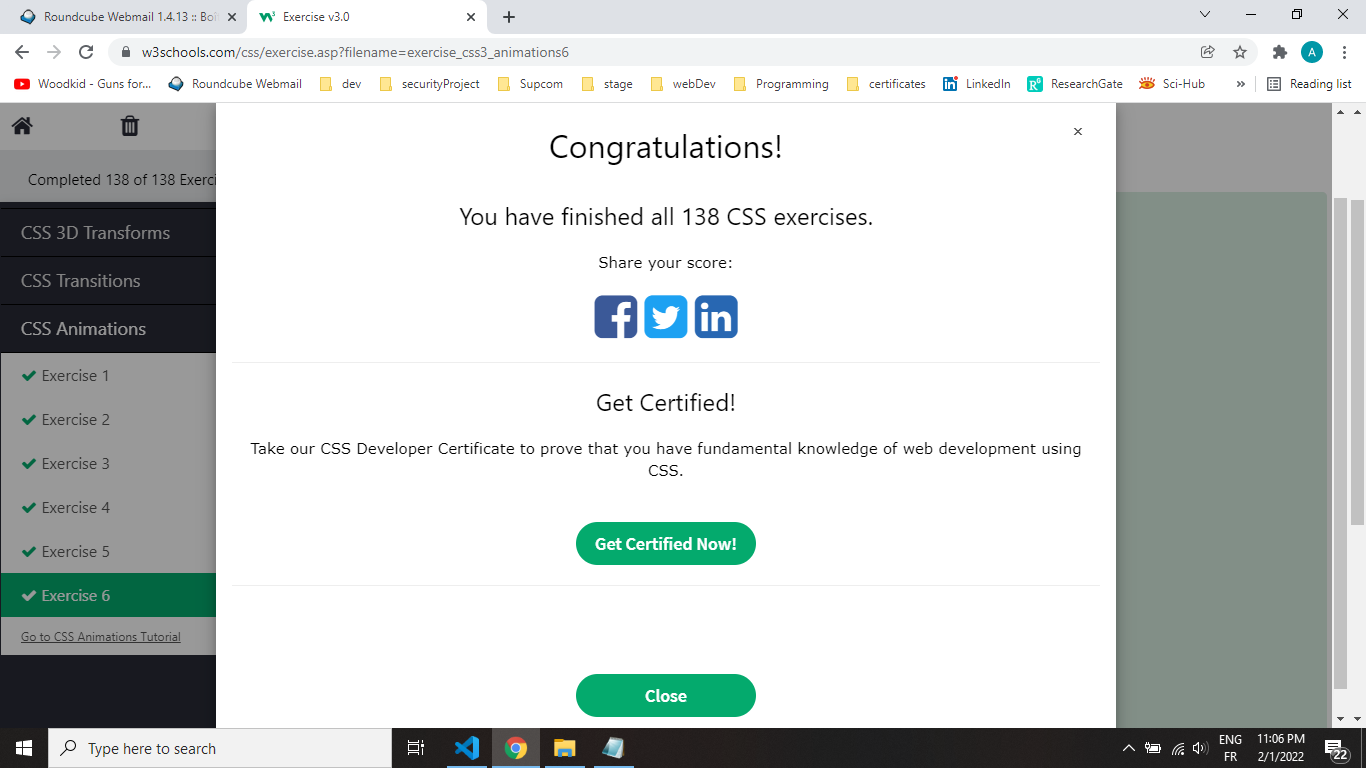 Roundcube Webmail 1.4.13 :: Boî
Exercise v3.0
w3schools.com/css/exercise.asp?filename=exercise_css3_animations6
A
Woodkid - Guns for...
Roundcube Webmail
dev
securityProject
Supcom
stage
webDev
Programming
certificates
LinkedIn
ResearchGate
Sci-Hub
»
Reading list
Completed 138 of 138 Exerci
CSS 3D Transforms
CSS Transitions
CSS Animations
Exercise 1
Exercise 2
Exercise 3
Exercise 4
Exercise 5
Exercise 6
Go to CSS Animations Tutorial
×
Congratulations!
You have finished all 138 CSS exercises.
Share your score:
Get Certified!
Take our CSS Developer Certificate to prove that you have fundamental knowledge of web development using
CSS.
Get Certified Now!
Close
Type here to search
ENG
FR
11:06 PM
2/1/2022
22